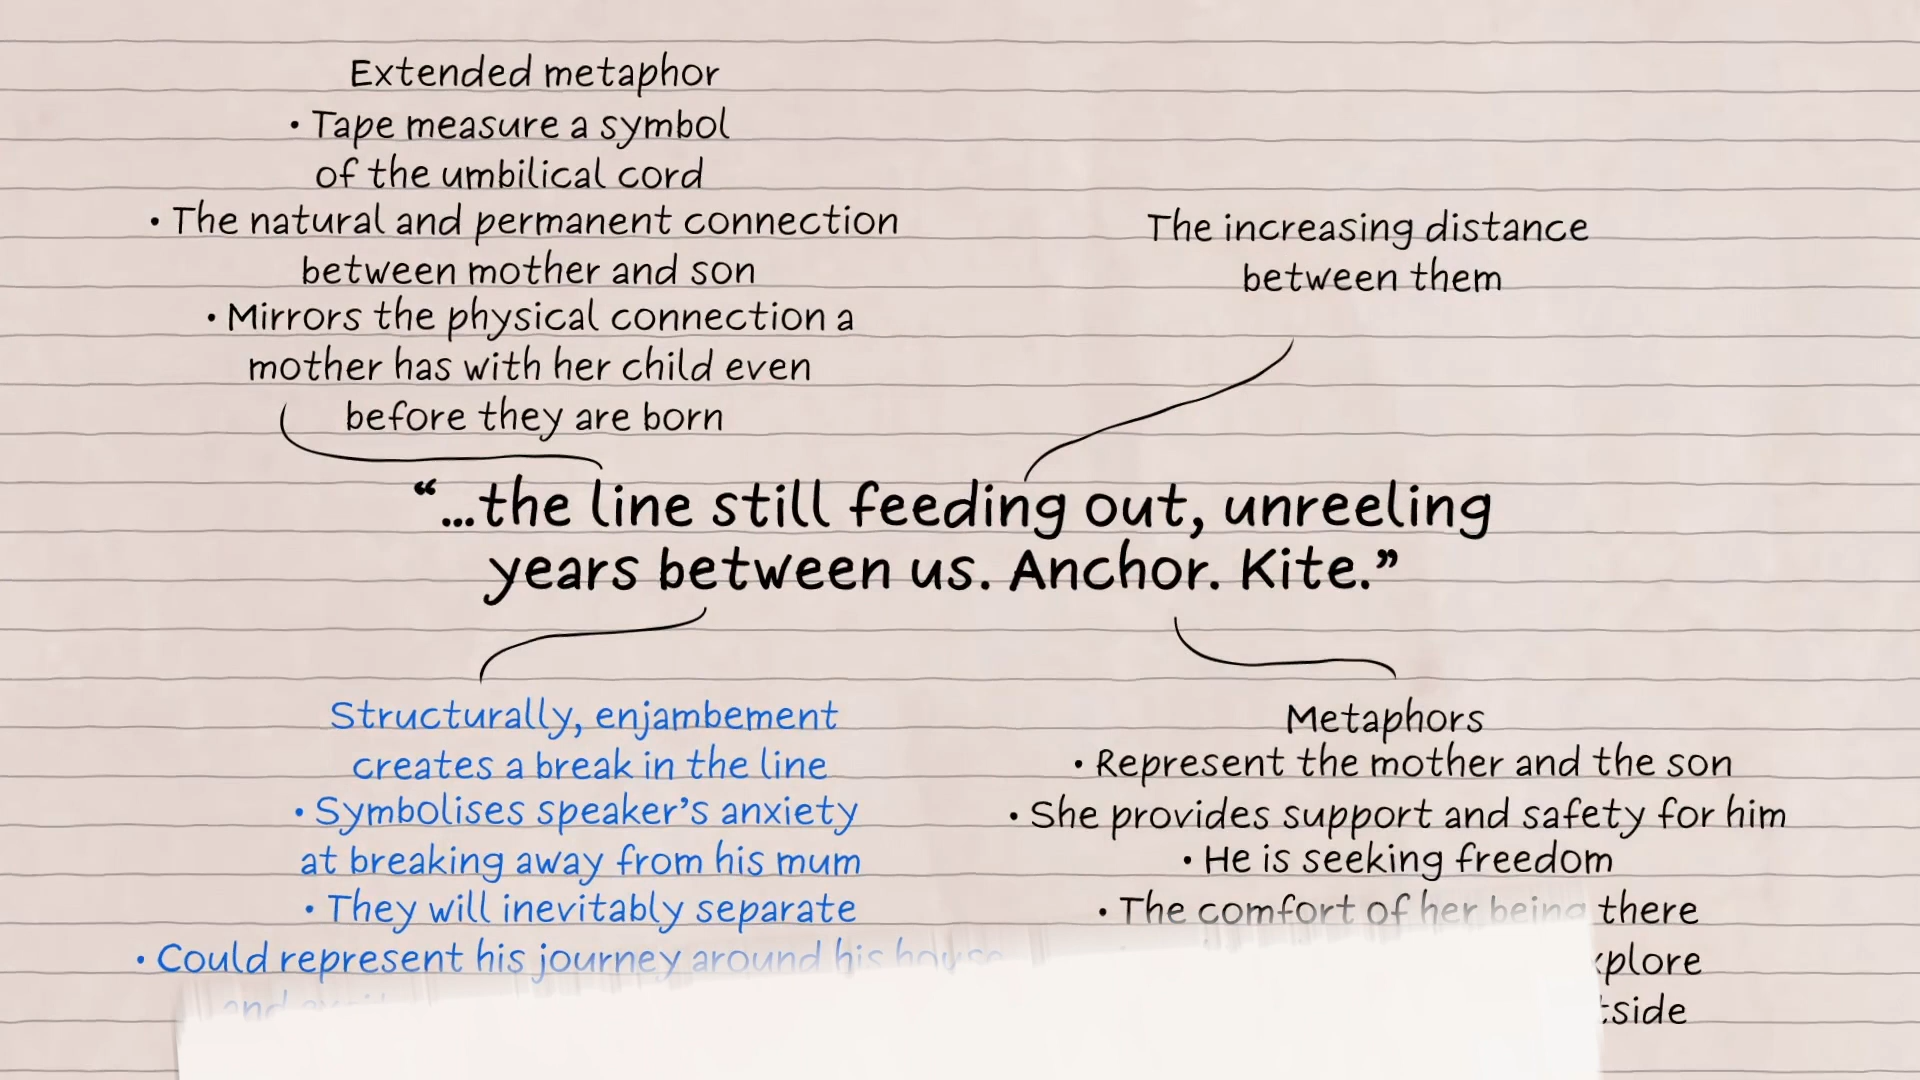 Extended metaphor
• Tape measure a symbol
of the umbilical cord
• The natural and permanent connection
between mother and son
• Mirrors the physical connection a
mother has with her child even
before they are born
The increasing distance
between them
“...the line still feeding out, unreeling
years between us. Anchor. Kite.”
Structurally, enjambement
creates a break in the line
• Symbolises speaker’s anxiety
at breaking away from his mum
• They will inevitably separate
• Could represent his journey around his house
and
Metaphors
• Represent the mother and the son
• She provides support and safety for him
• He is seeking freedom
• The comfort of her being there